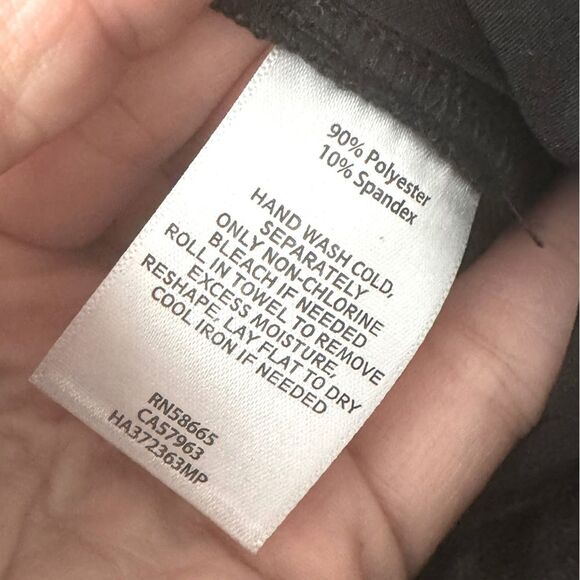 90% Polyester
10% Spandex
HAND WASH COLD,
SEPARATELY
ONLY NON-CHLORINE
BLEACH IF NEEDED
ROLL IN TOWEL TO REMOVE
EXCESS MOISTURE,
RESHAPE, LAY FLAT TO DRY
COOL IRON IF NEEDED
RN58665
CA57963
HA372363MP